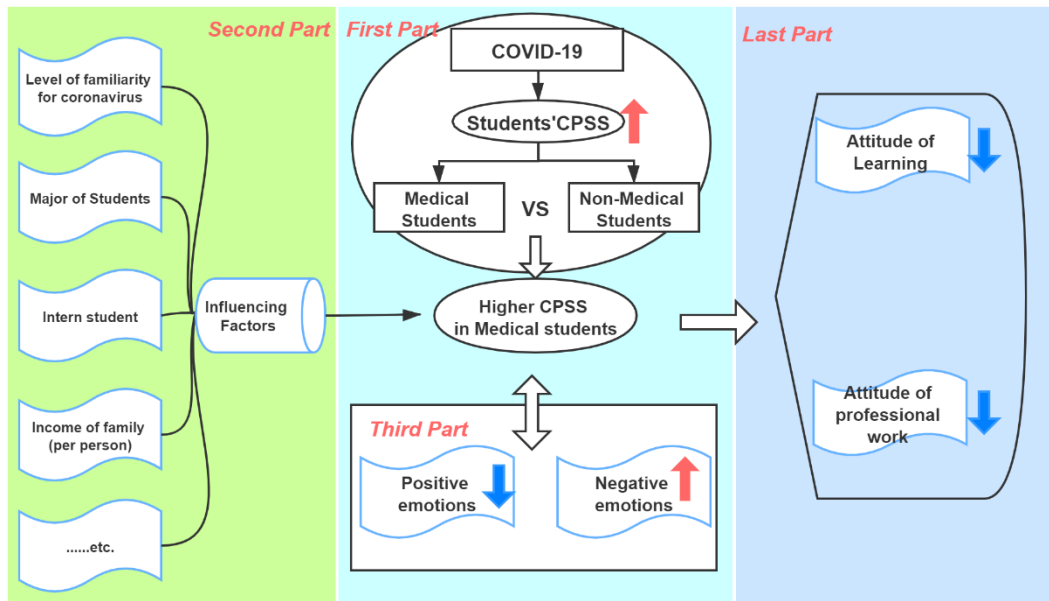 Second Part
Level of familiarity
for coronavirus
Major of Students
Intern student
Income of family
(per person)
......etc.
Influencing
Factors
First Part
COVID-19
Students'CPSS
Medical
Students
VS
Non-Medical
Students
Higher CPSS
in Medical students
Third Part
Positive
emotions
Negative
emotions
Last Part
Attitude of
Learning
Attitude of
professional
work